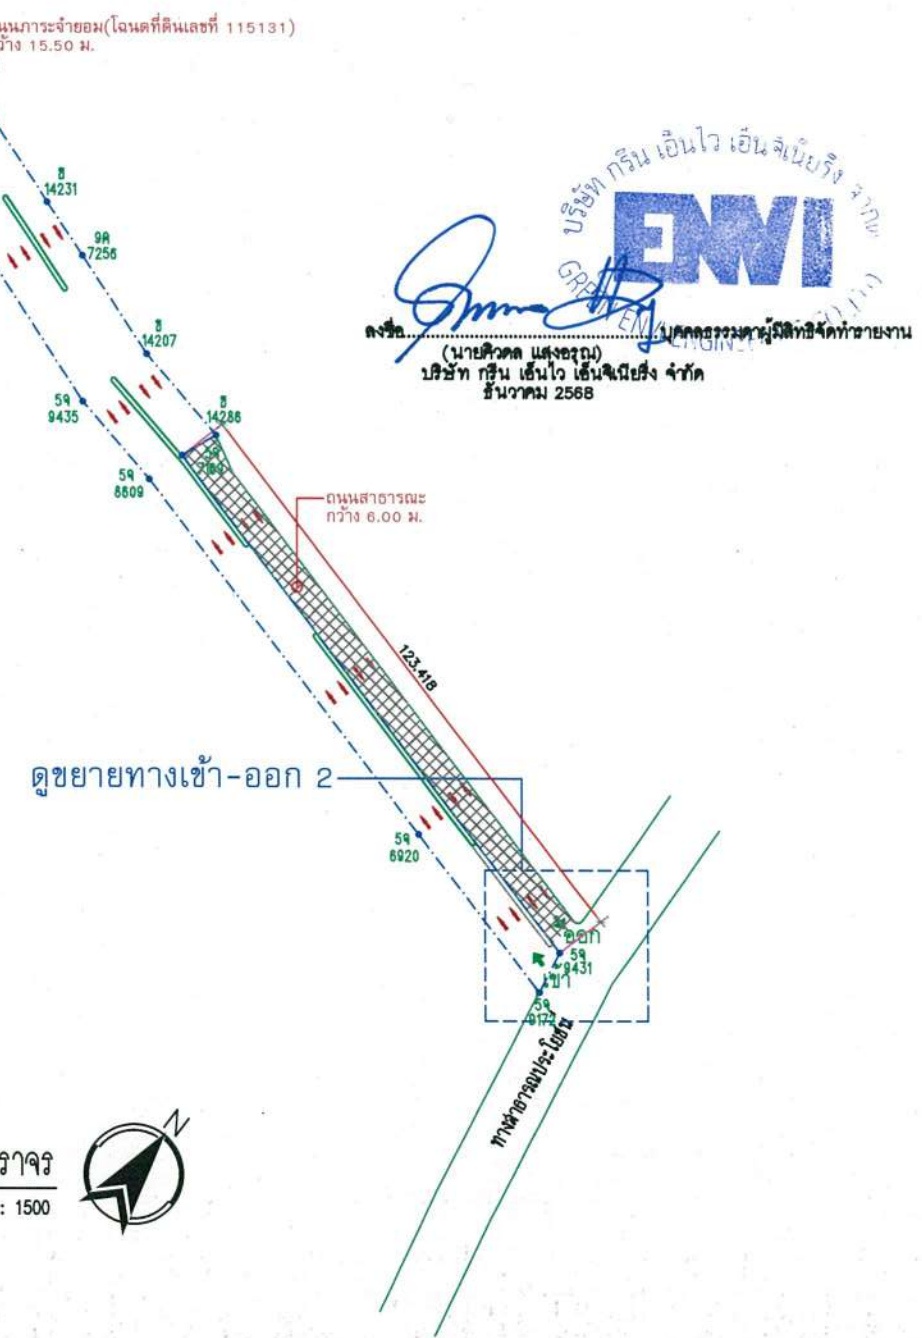 นนภาระจำยอม(โฉนดที่ดินเลขที่ 115131)
ว้าง 15.50 ม.
บริษัท กรีน เอ็นไว เอ็นจิเนียริ่ง จำกัด
ENVI
ลงชื่อ
บุคคลธรรมดาผู้มีสิทธิจัดทำรายงาน
(นายศิวดล แสงอรุณ)
บริษัท กรีน เอ็นไว เอ็นจิเนียริ่ง จำกัด
ธันวาคม 2568
ธ
14231
9ค
7256
ธ
14207
5จ
9435
ธ
14286
5จ
8809
ถนนสาธารณะ
กว้าง 6.00 ม.
123.418
ดูขยายทางเข้า-ออก 2
5จ
6920
ออก
5จ
9431
เข้า
5จ
9172
ทางสาธารณประโยชน์
N
ราจร
: 1500